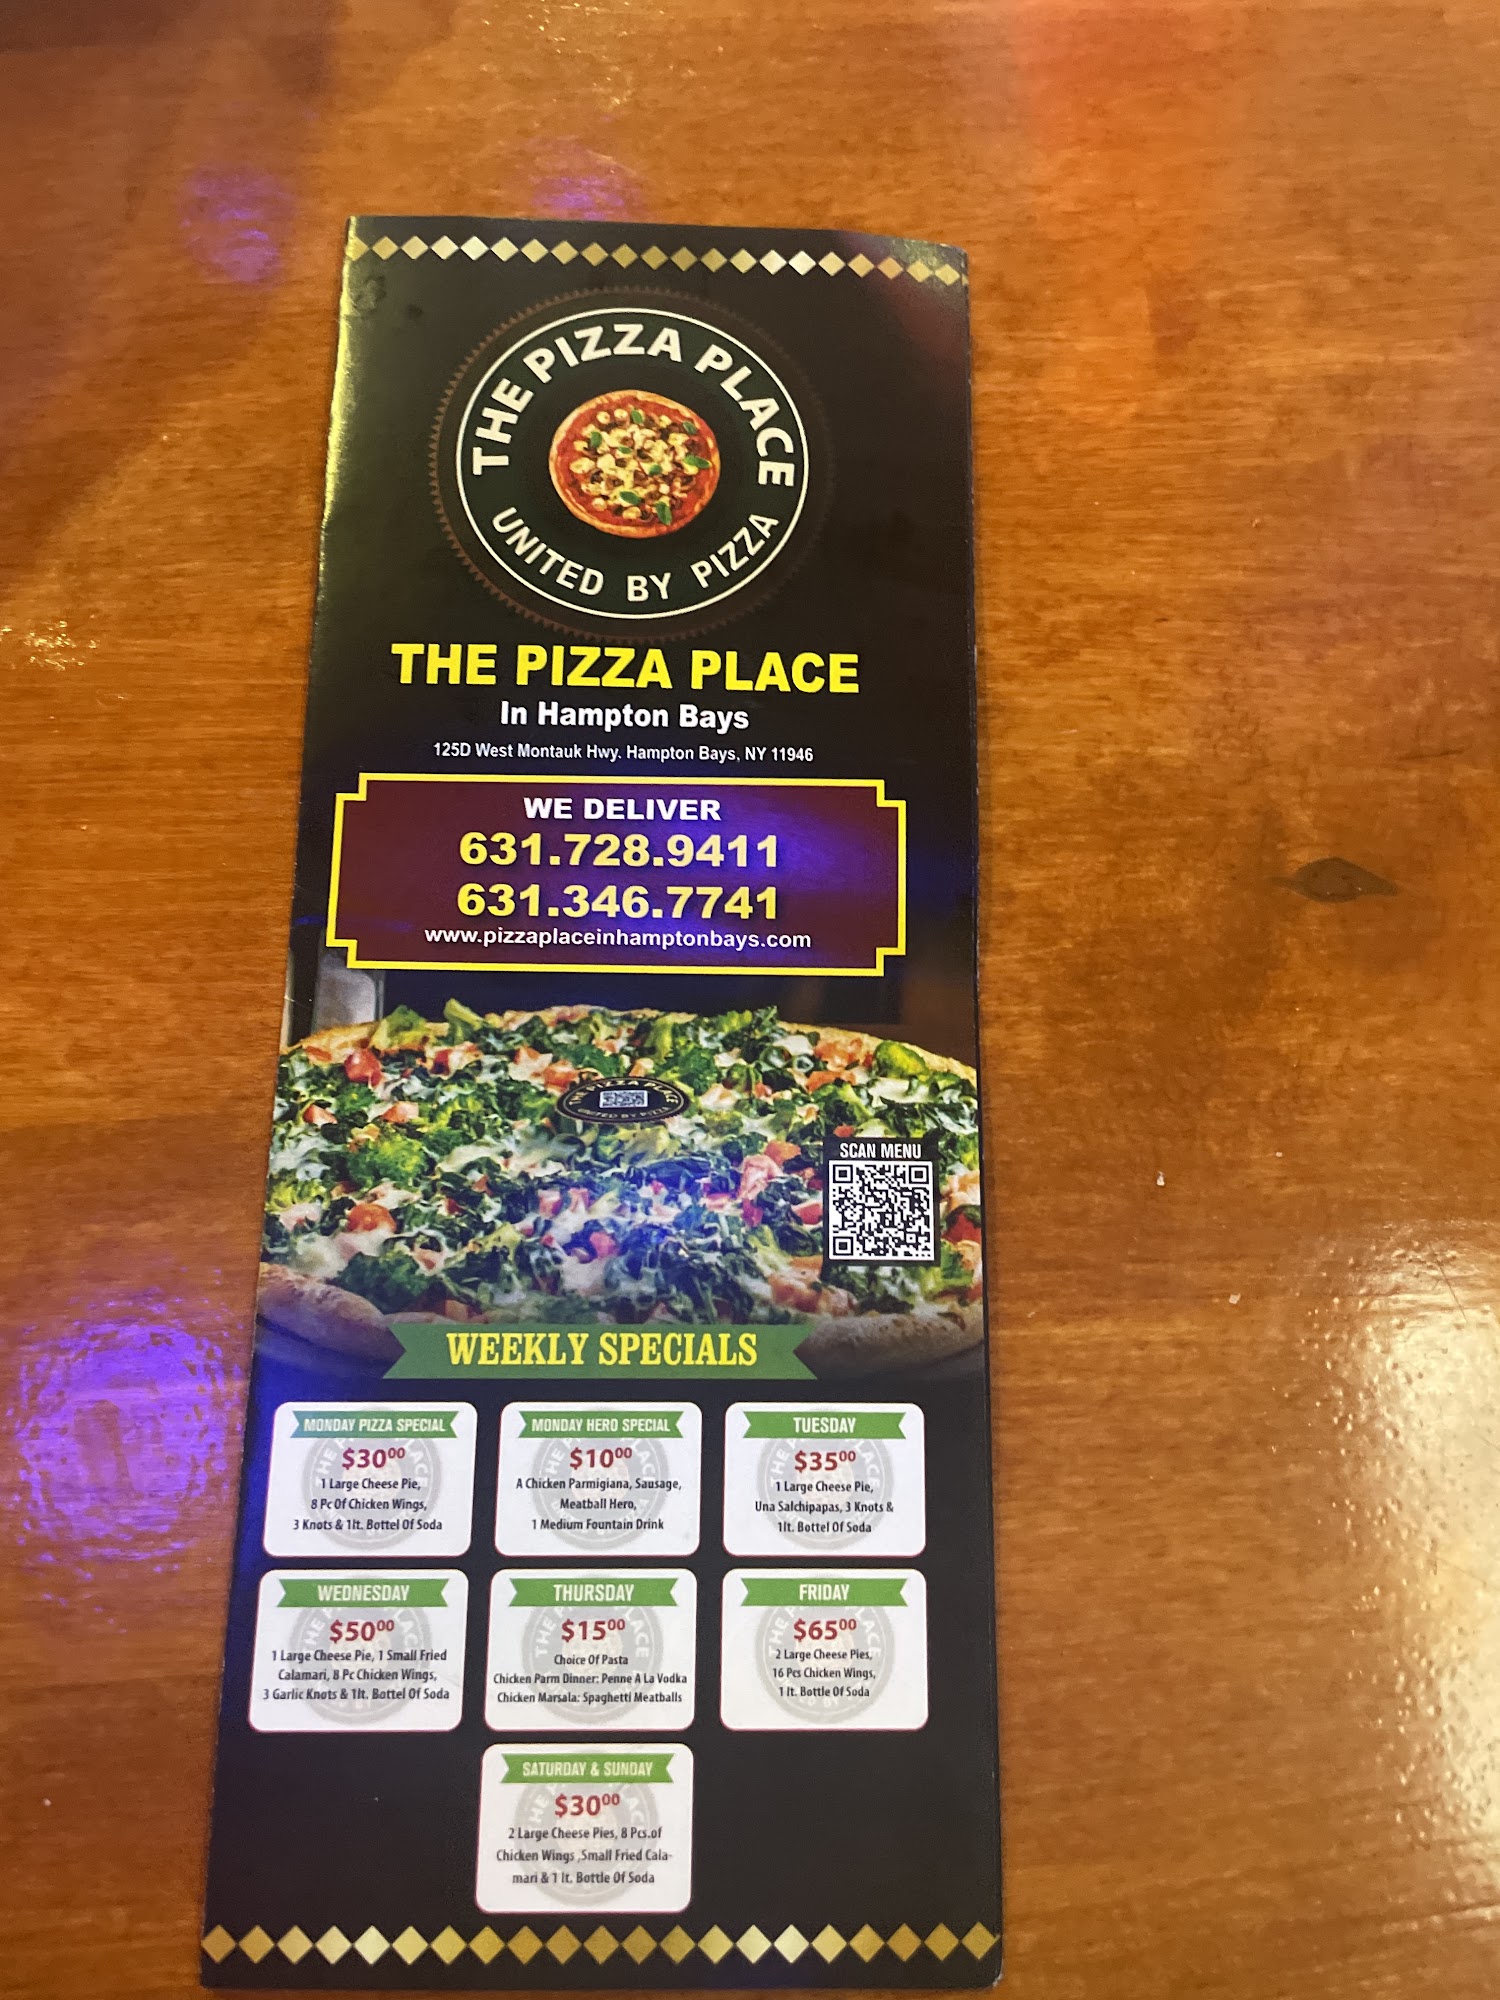 THE PIZZA PLACE
UNITED BY PIZZA
THE PIZZA PLACE
In Hampton Bays
125D West Montauk Hwy. Hampton Bays, NY 11946
WE DELIVER
631.728.9411
631.346.7741
www.pizzaplaceinhamptonbays.com
THE PIZZA PLACE
UNITED BY PIZZA
SCAN MENU
WEEKLY SPECIALS
MONDAY PIZZA SPECIAL
$3000
1 Large Cheese Pie,
8 Pc Of Chicken Wings,
3 Knots & 1lt. Bottel Of Soda
MONDAY HERO SPECIAL
$1000
A Chicken Parmigiana, Sausage,
Meatball Hero,
1 Medium Fountain Drink
TUESDAY
$3500
1 Large Cheese Pie,
Una Salchipapas, 3 Knots &
1lt. Bottel Of Soda
WEDNESDAY
$5000
1 Large Cheese Pie, 1 Small Fried
Calamari, 8 Pc Chicken Wings,
3 Garlic Knots & 1lt. Bottel Of Soda
THURSDAY
$1500
Choice Of Pasta
Chicken Parm Dinner: Penne A La Vodka
Chicken Marsala: Spaghetti Meatballs
FRIDAY
$6500
2 Large Cheese Pies,
16 Pcs Chicken Wings,
1 lt. Bottle Of Soda
SATURDAY & SUNDAY
$3000
2 Large Cheese Pies, 8 Pcs.of
Chicken Wings ,Small Fried Cala-
mari & 1 lt. Bottle Of Soda